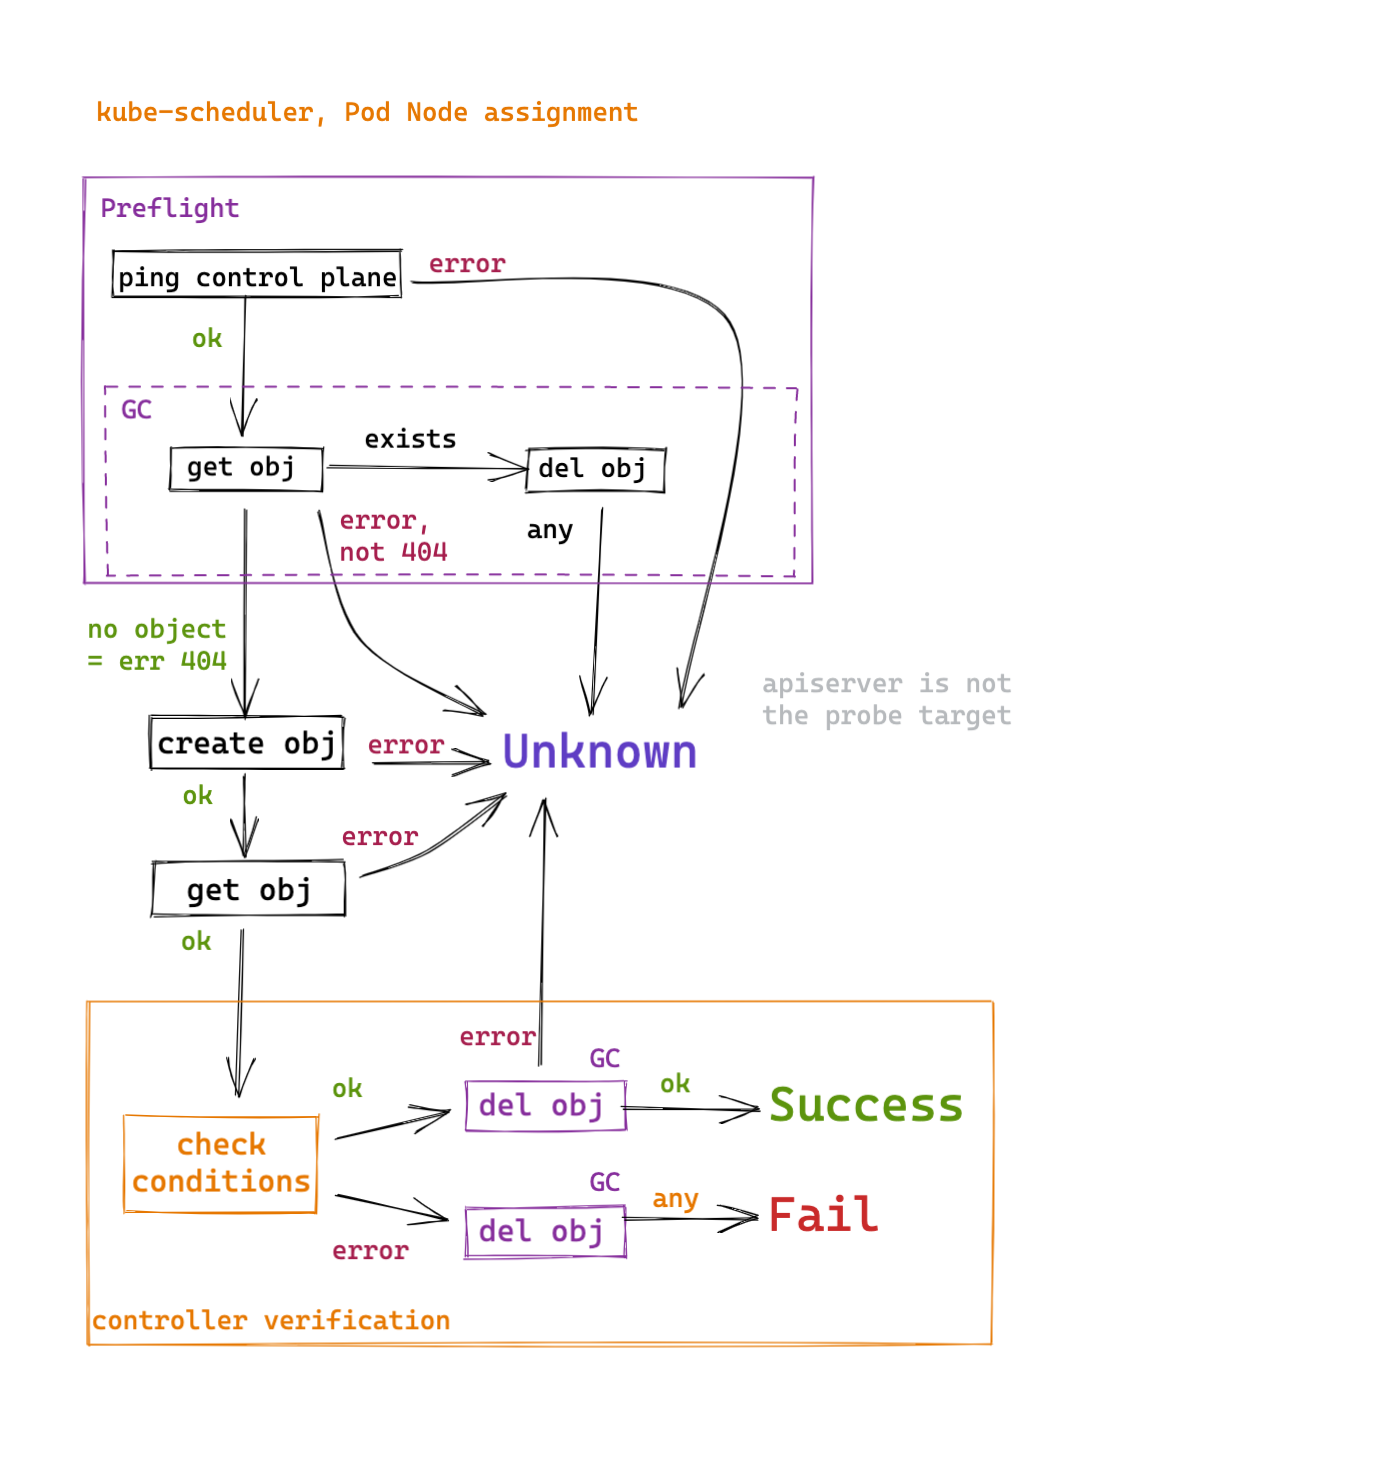 kube-scheduler, Pod Node assignment
Preflight
ping control plane
error
ok
GC
get obj
exists
del obj
error,
not 404
any
no object
= err 404
apiserver is not
the probe target
create obj
error
Unknown
ok
error
get obj
ok
error
GC
ok
del obj
ok
Success
check
conditions
GC
any
del obj
Fail
error
controller verification